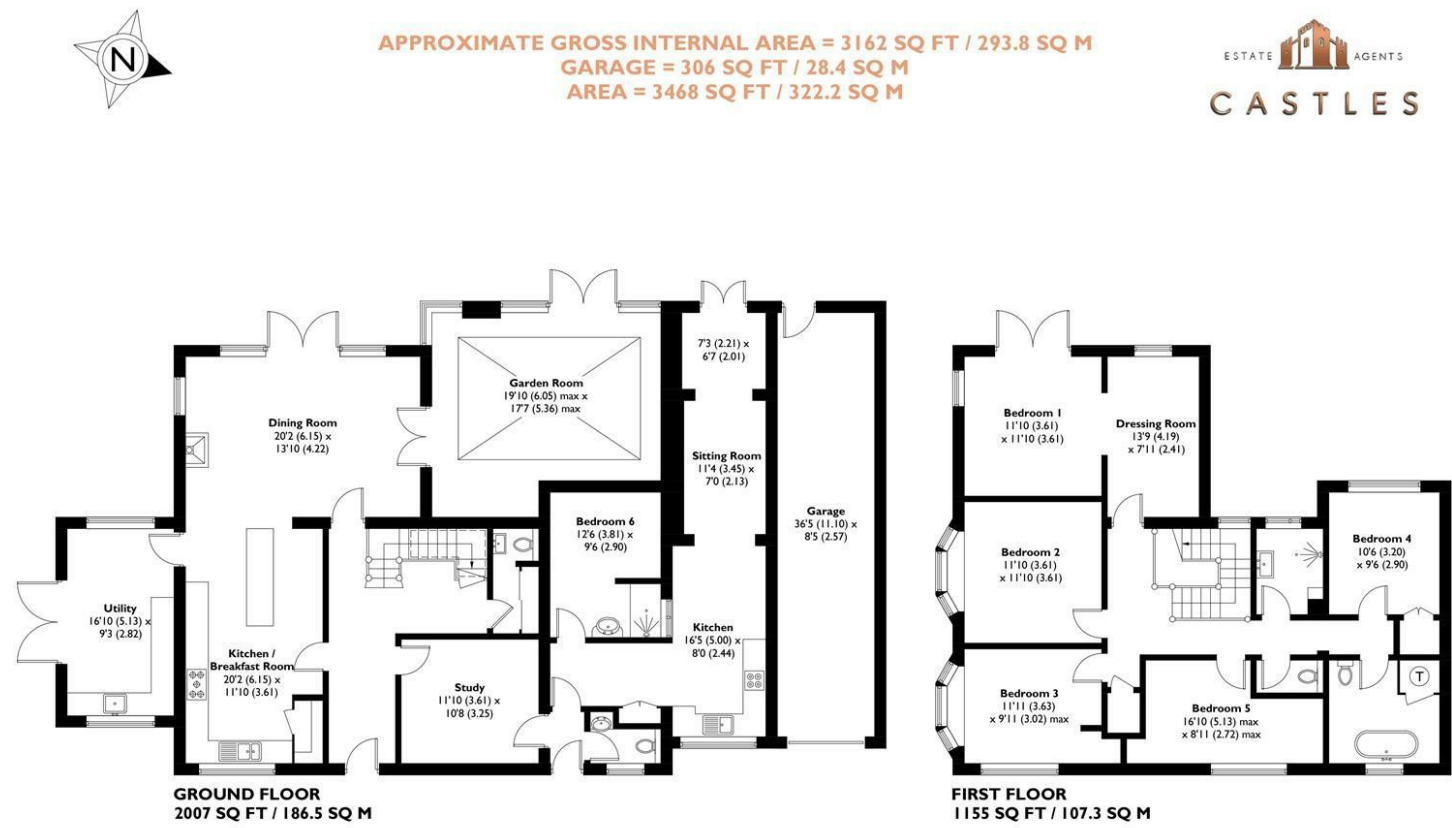 N
APPROXIMATE GROSS INTERNAL AREA = 3162 SQ FT / 293.8 SQ M
GARAGE = 306 SQ FT / 28.4 SQ M
AREA = 3468 SQ FT / 322.2 SQ M
ESTATE AGENTS
CASTLES
Garden Room
19'10 (6.05) max x
17'7 (5.36) max
7'3 (2.21) x
6'7 (2.01)
Dining Room
20'2 (6.15) x
13'10 (4.22)
Sitting Room
11'4 (3.45) x
7'0 (2.13)
Garage
36'5 (11.10) x
8'5 (2.57)
Bedroom 6
12'6 (3.81) x
9'6 (2.90)
Utility
16'10 (5.13) x
9'3 (2.82)
Kitchen /
Breakfast Room
20'2 (6.15) x
11'10 (3.61)
Study
11'10 (3.61) x
10'8 (3.25)
Kitchen
16'5 (5.00) x
8'0 (2.44)
GROUND FLOOR
2007 SQ FT / 186.5 SQ M
Bedroom 1
11'10 (3.61)
x 11'10 (3.61)
Dressing Room
13'9 (4.19)
x 7'11 (2.41)
Bedroom 2
11'10 (3.61)
x 11'10 (3.61)
Bedroom 4
10'6 (3.20)
x 9'6 (2.90)
Bedroom 3
11'11 (3.63)
x 9'11 (3.02) max
Bedroom 5
16'10 (5.13) max
x 8'11 (2.72) max
T
FIRST FLOOR
1155 SQ FT / 107.3 SQ M